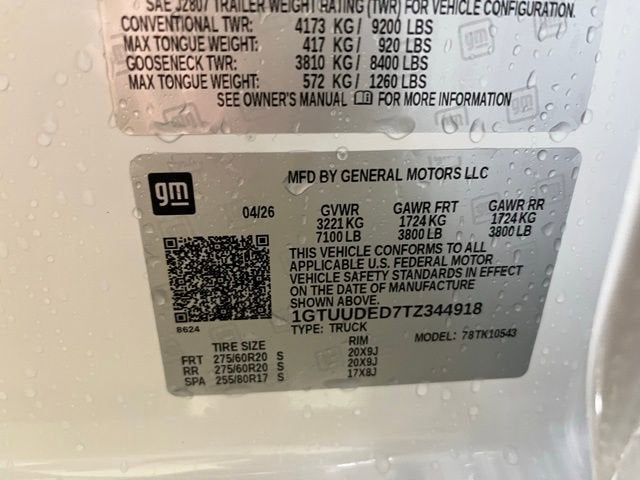 SAE J2807 TRAILER WEIGHT RATING (TWR) FOR VEHICLE CONFIGURATION.
CONVENTIONAL TWR: 4173 KG / 9200 LBS
MAX TONGUE WEIGHT: 417 KG / 920 LBS
GOOSENECK TWR: 3810 KG / 8400 LBS
MAX TONGUE WEIGHT: 572 KG / 1260 LBS
SEE OWNER'S MANUAL FOR MORE INFORMATION
gm
MFD BY GENERAL MOTORS LLC
04/26 GVWR GAWR FRT GAWR RR
3221 KG 1724 KG 1724 KG
7100 LB 3800 LB 3800 LB
THIS VEHICLE CONFORMS TO ALL
APPLICABLE U.S. FEDERAL MOTOR
VEHICLE SAFETY STANDARDS IN EFFECT
ON THE DATE OF MANUFACTURE
SHOWN ABOVE.
1GTUUDED7TZ344918
8624 TYPE: TRUCK MODEL: 78TK10543
TIRE SIZE RIM
FRT 275/60R20 S 20X9J
RR 275/60R20 S 20X9J
SPA 255/80R17 S 17X8J